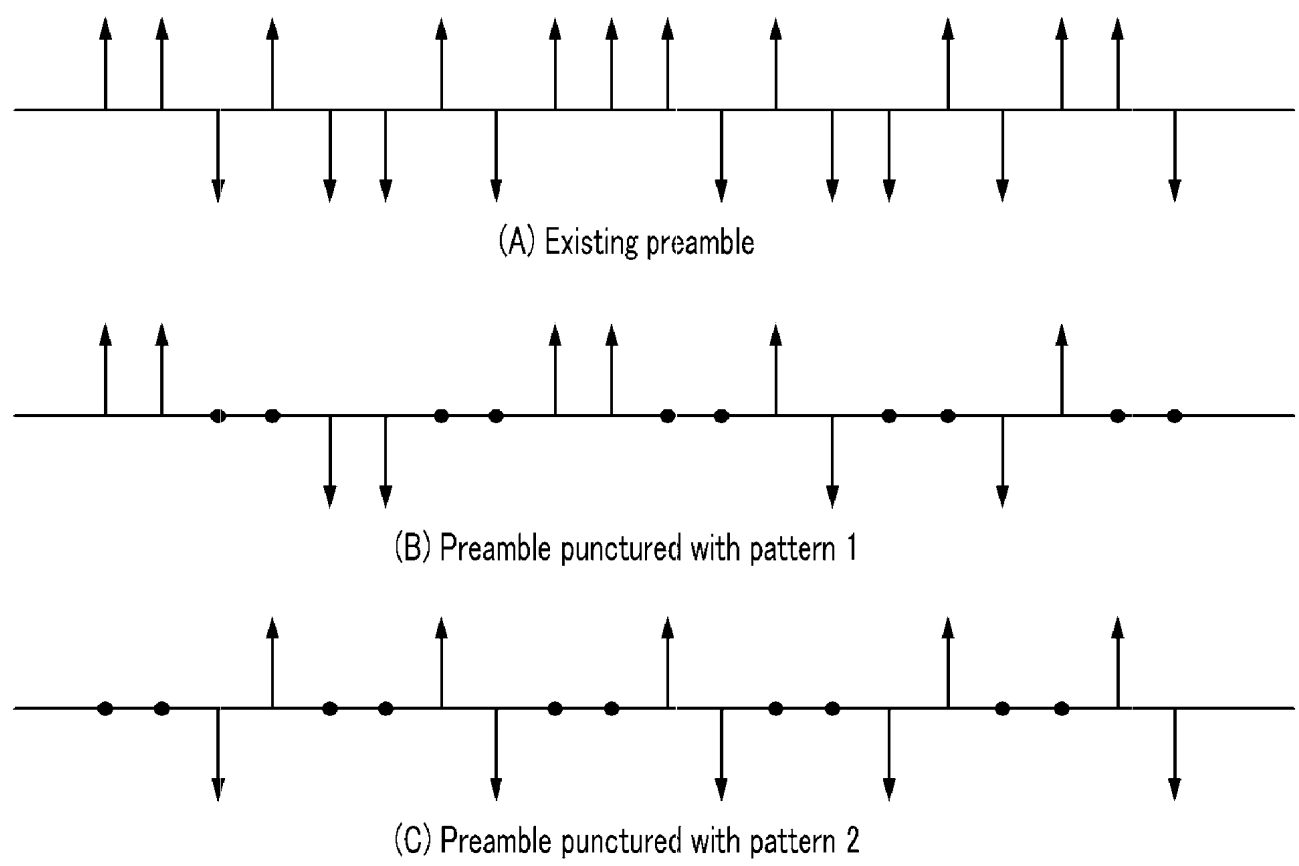 (A) Existing preamble
(B) Preamble punctured with pattern 1
(C) Preamble punctured with pattern 2